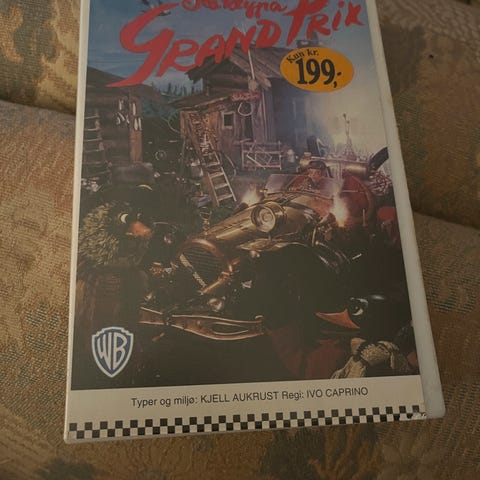 GRAND PRIX
Kun kr.
199,-
WB
Typer og miljø: KJELL AUKRUST Regi: IVO CAPRINO